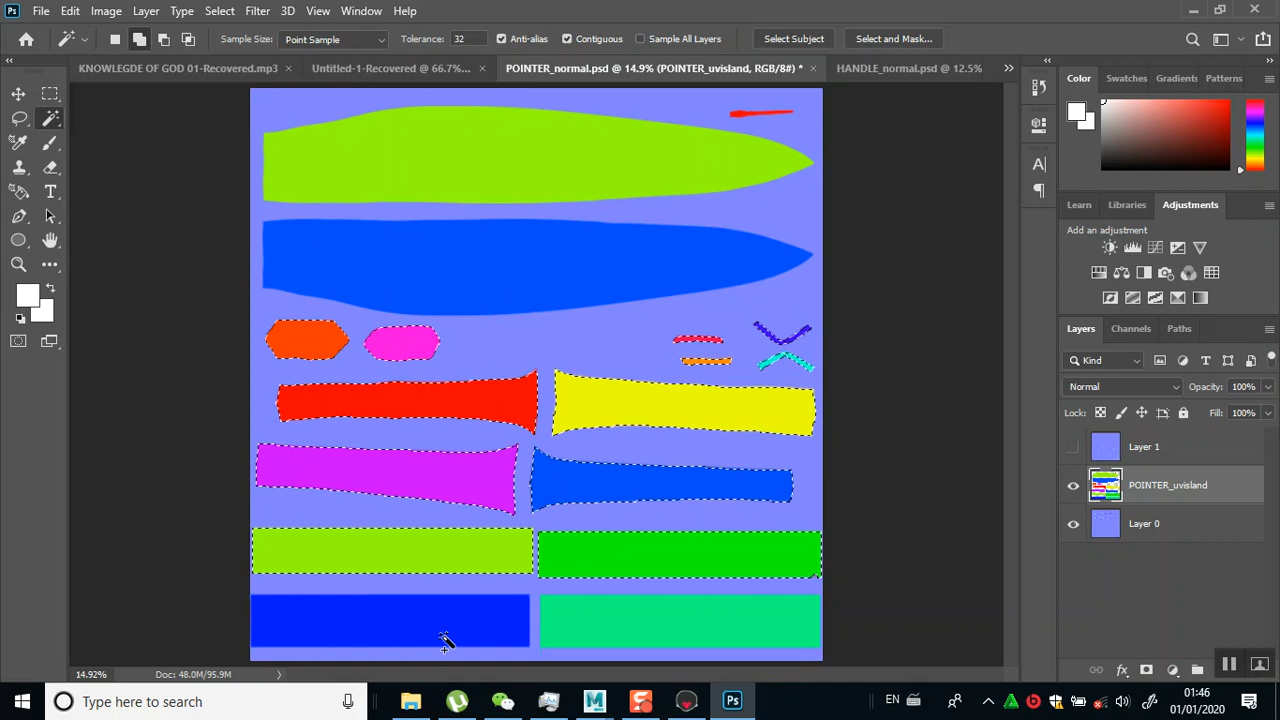 Ps File Edit Image Layer Type Select Filter 3D View Window Help
Sample Size: Point Sample Tolerance: 32 Anti-alias Contiguous Sample All Layers Select Subject Select and Mask...
KNOWLEGDE OF GOD 01-Recovered.mp3 Untitled-1-Recovered @ 66.7%... POINTER_normal.psd @ 14.9% (POINTER_uvisland, RGB/8#) * HANDLE_normal.psd @ 12.5%
Color Swatches Gradients Patterns
Learn Libraries Adjustments
Add an adjustment
Layers Channels Paths
Kind
Normal Opacity: 100%
Lock: Fill: 100%
Layer 1
POINTER_uvisland
Layer 0
14.92% Doc: 48.0M/95.9M
Type here to search
EN
01:46
01/01/2020